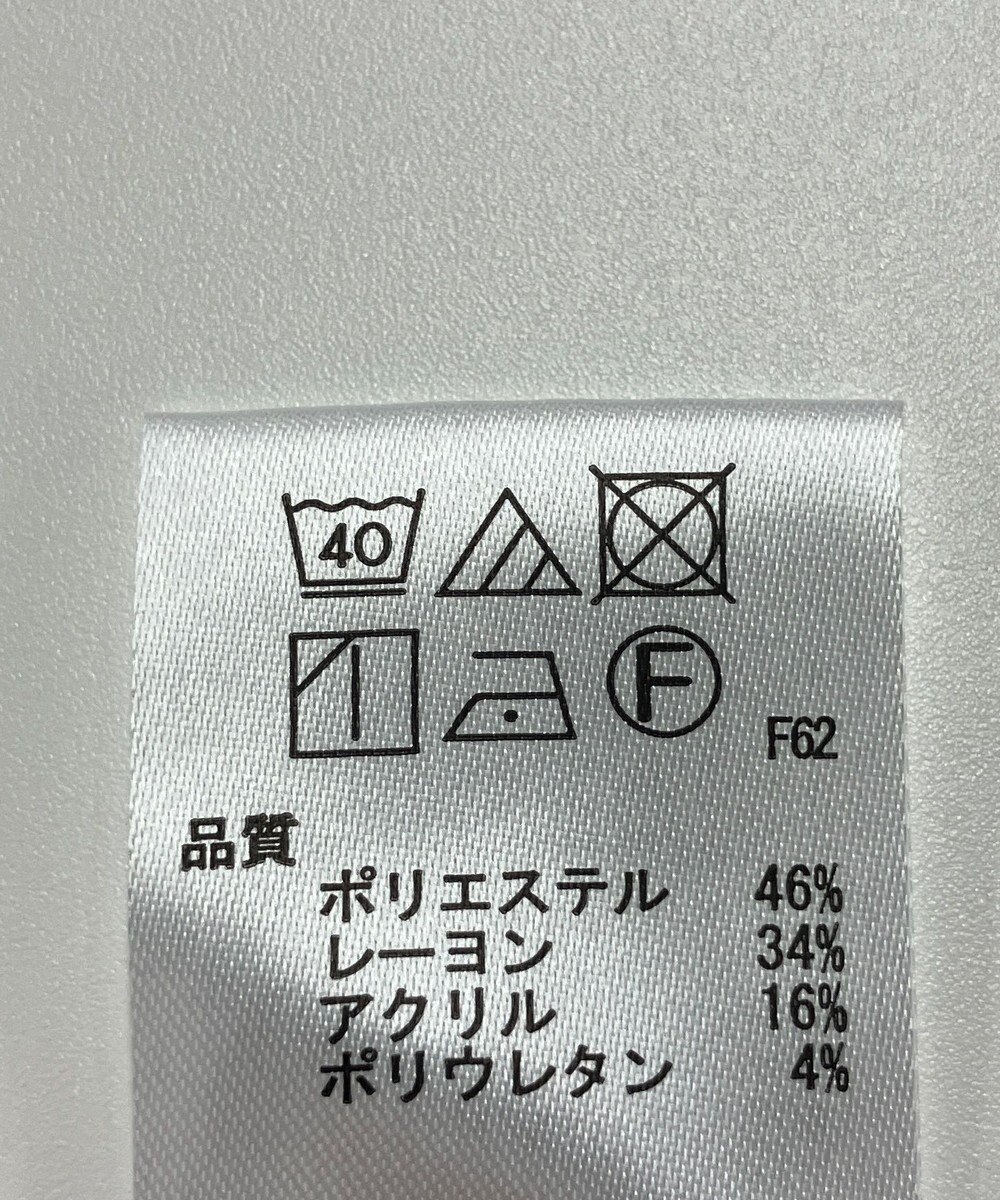 40
F
F62
品質
ポリエステル 46%
レーヨン 34%
アクリル 16%
ポリウレタン 4%